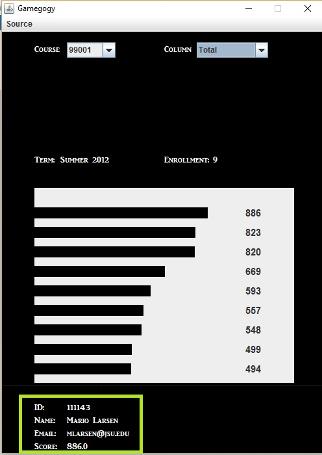 Gamegogy
Source
Course 99001 Column Total
Term: Summer 2012 Enrollment: 9
886
823
820
669
593
557
548
499
494
ID: 111143
Name: Mario Larsen
Email: mlarsen@jsu.edu
Score: 886.0